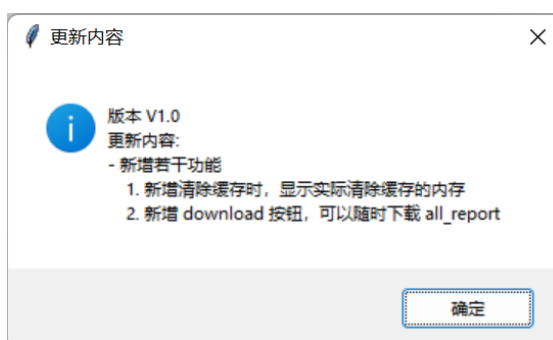 更新内容
版本 V1.0
更新内容:
- 新增若干功能
1. 新增清除缓存时，显示实际清除缓存的内存
2. 新增 download 按钮，可以随时下载 all_report
确定